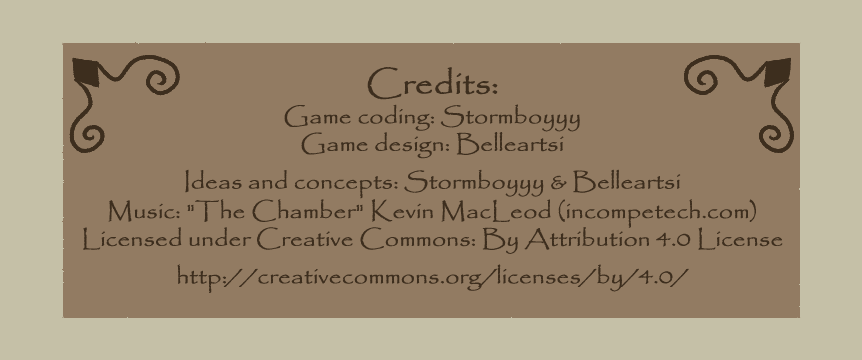 Credits:
Game coding: Stormboyyy
Game design: Belleartsi
Ideas and concepts: Stormboyyy & Belleartsi
Music: "The Chamber" Kevin MacLeod (incompetech.com)
Licensed under Creative Commons: By Attribution 4.0 License
http://creativecommons.org/licenses/by/4.0/